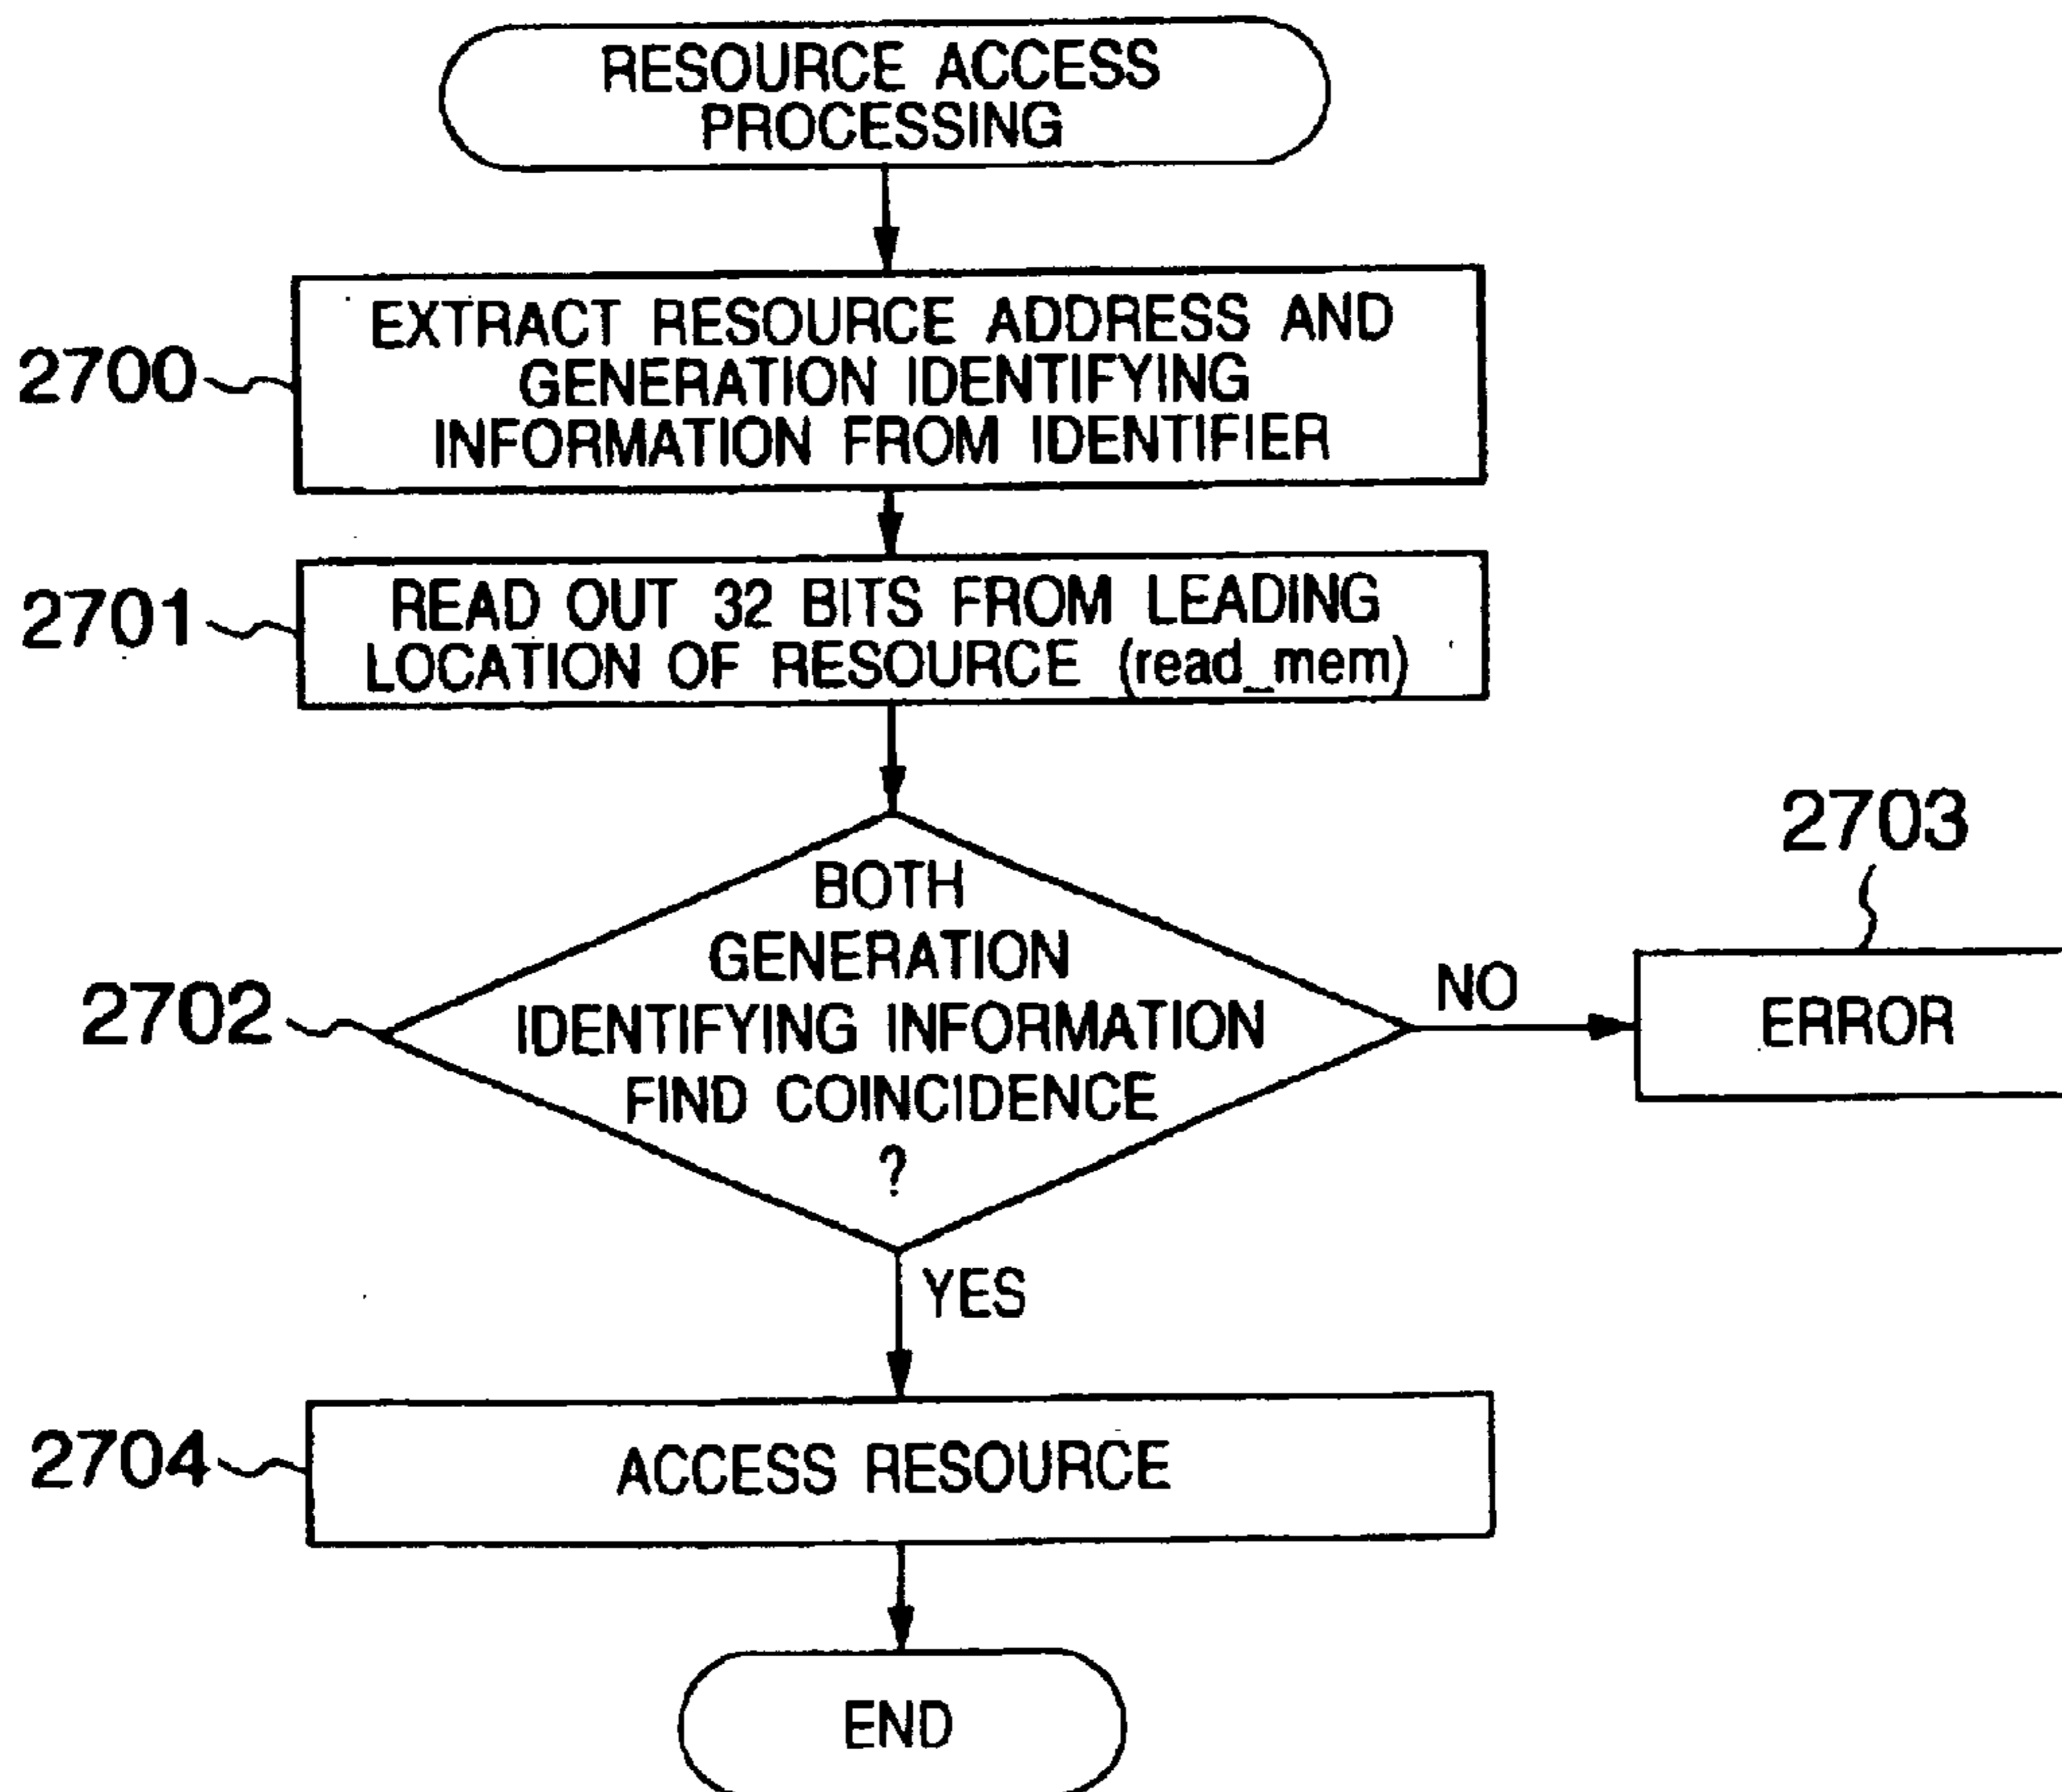 RESOURCE ACCESS
PROCESSING
2700
EXTRACT RESOURCE ADDRESS AND
GENERATION IDENTIFYING
INFORMATION FROM IDENTIFIER
2701
READ OUT 32 BITS FROM LEADING
LOCATION OF RESOURCE (read_mem)
2702
BOTH
GENERATION
IDENTIFYING INFORMATION
FIND COINCIDENCE
?
NO
2703
ERROR
YES
2704
ACCESS RESOURCE
END